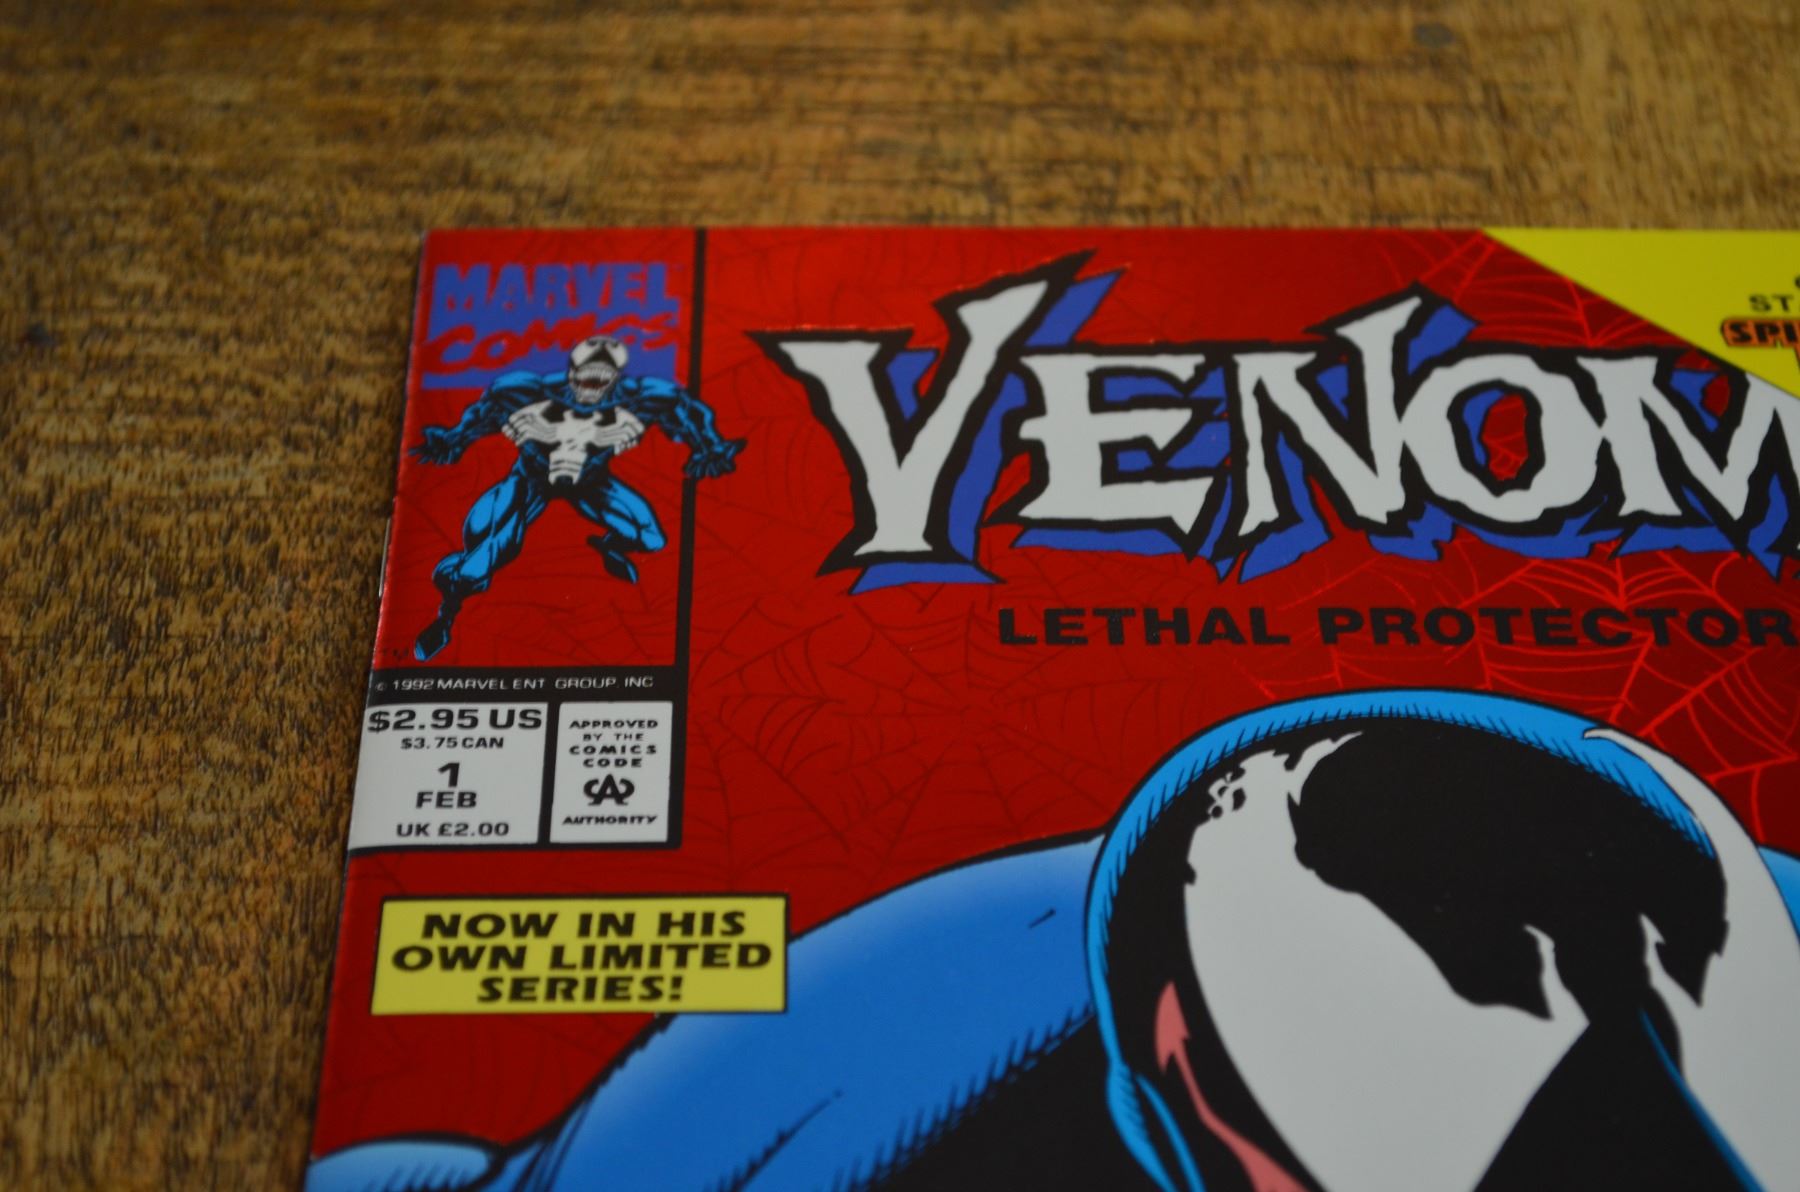 MARVEL
COMICS
VENOM
LETHAL PROTECTOR
© 1992 MARVEL ENT GROUP, INC
$2.95 US
$3.75 CAN
1
FEB
UK £2.00
APPROVED
BY THE
COMICS
CODE
AUTHORITY
NOW IN HIS
OWN LIMITED
SERIES!